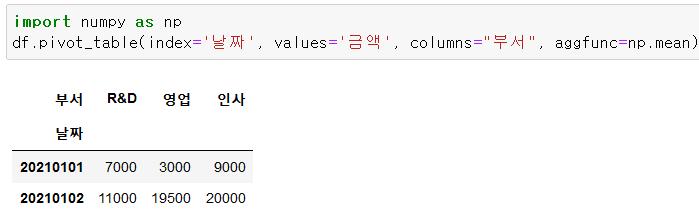 import numpy as np
df.pivot_table(index='날짜', values='금액', columns="부서", aggfunc=np.mean)
부서 R&D 영업 인사
날짜
20210101 7000 3000 9000
20210102 11000 19500 20000